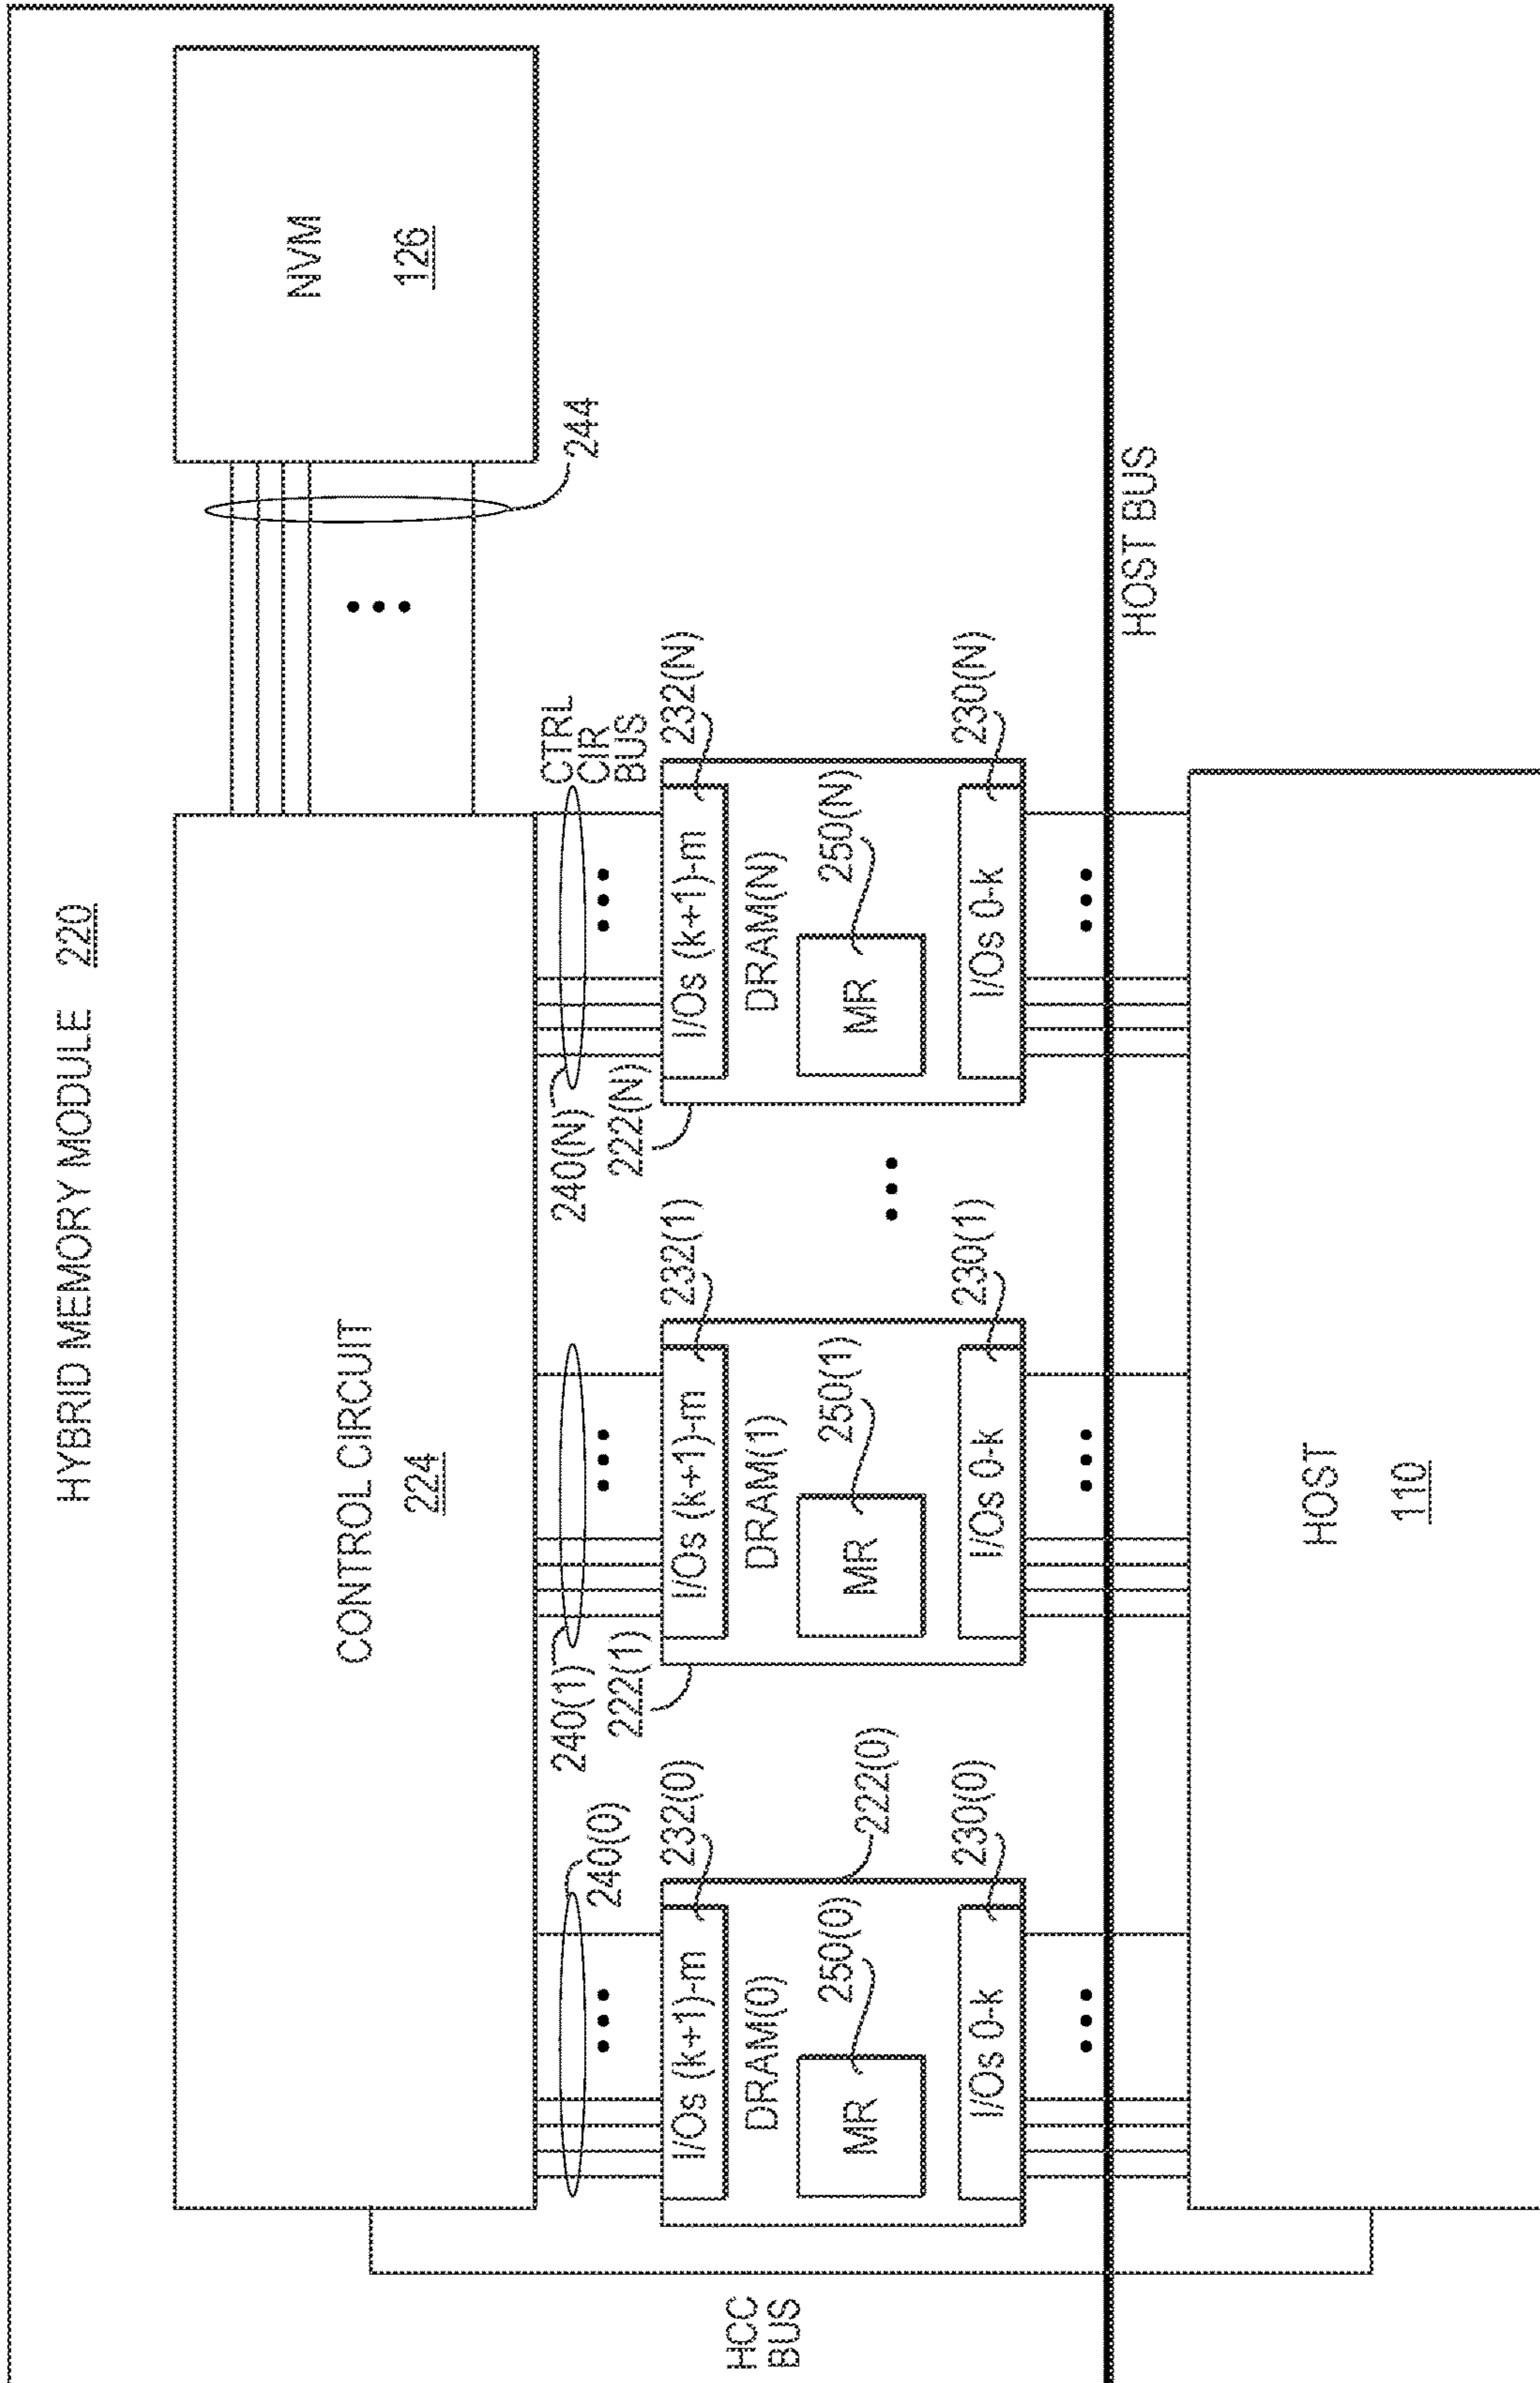 HYBRID MEMORY MODULE 220
CONTROL CIRCUIT
224
NVM
126
244
HCC
BUS
240(0)
240(1)
240(N)
CTRL
CIR
BUS
222(1)
222(N)
232(0)
232(1)
232(N)
I/Os (k+1)-m
I/Os (k+1)-m
I/Os (k+1)-m
DRAM(0)
DRAM(1)
DRAM(N)
250(0)
250(1)
250(N)
MR
MR
MR
222(0)
230(0)
230(1)
230(N)
I/Os 0-k
I/Os 0-k
I/Os 0-k
HOST BUS
HOST
110